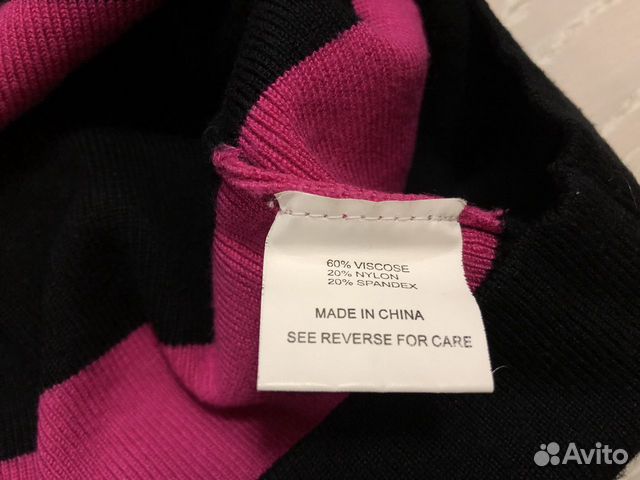 60% VISCOSE
20% NYLON
20% SPANDEX
MADE IN CHINA
SEE REVERSE FOR CARE
Avito